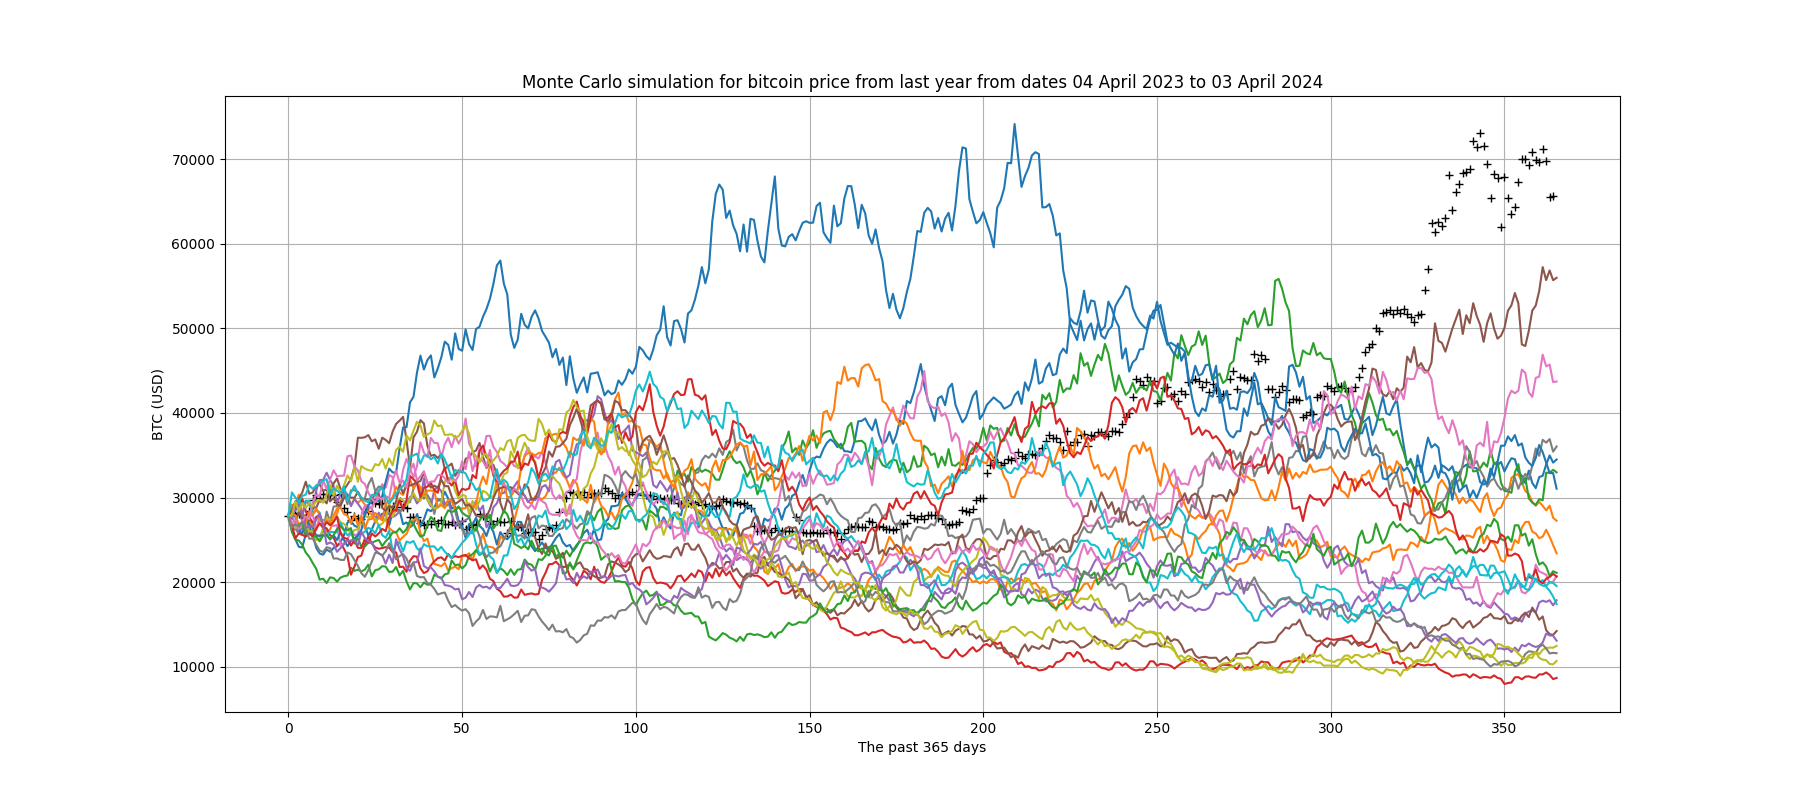 Monte Carlo simulation for bitcoin price from last year from dates 04 April 2023 to 03 April 2024
BTC (USD)
70000
60000
50000
40000
30000
20000
10000
0 50 100 150 200 250 300 350
The past 365 days